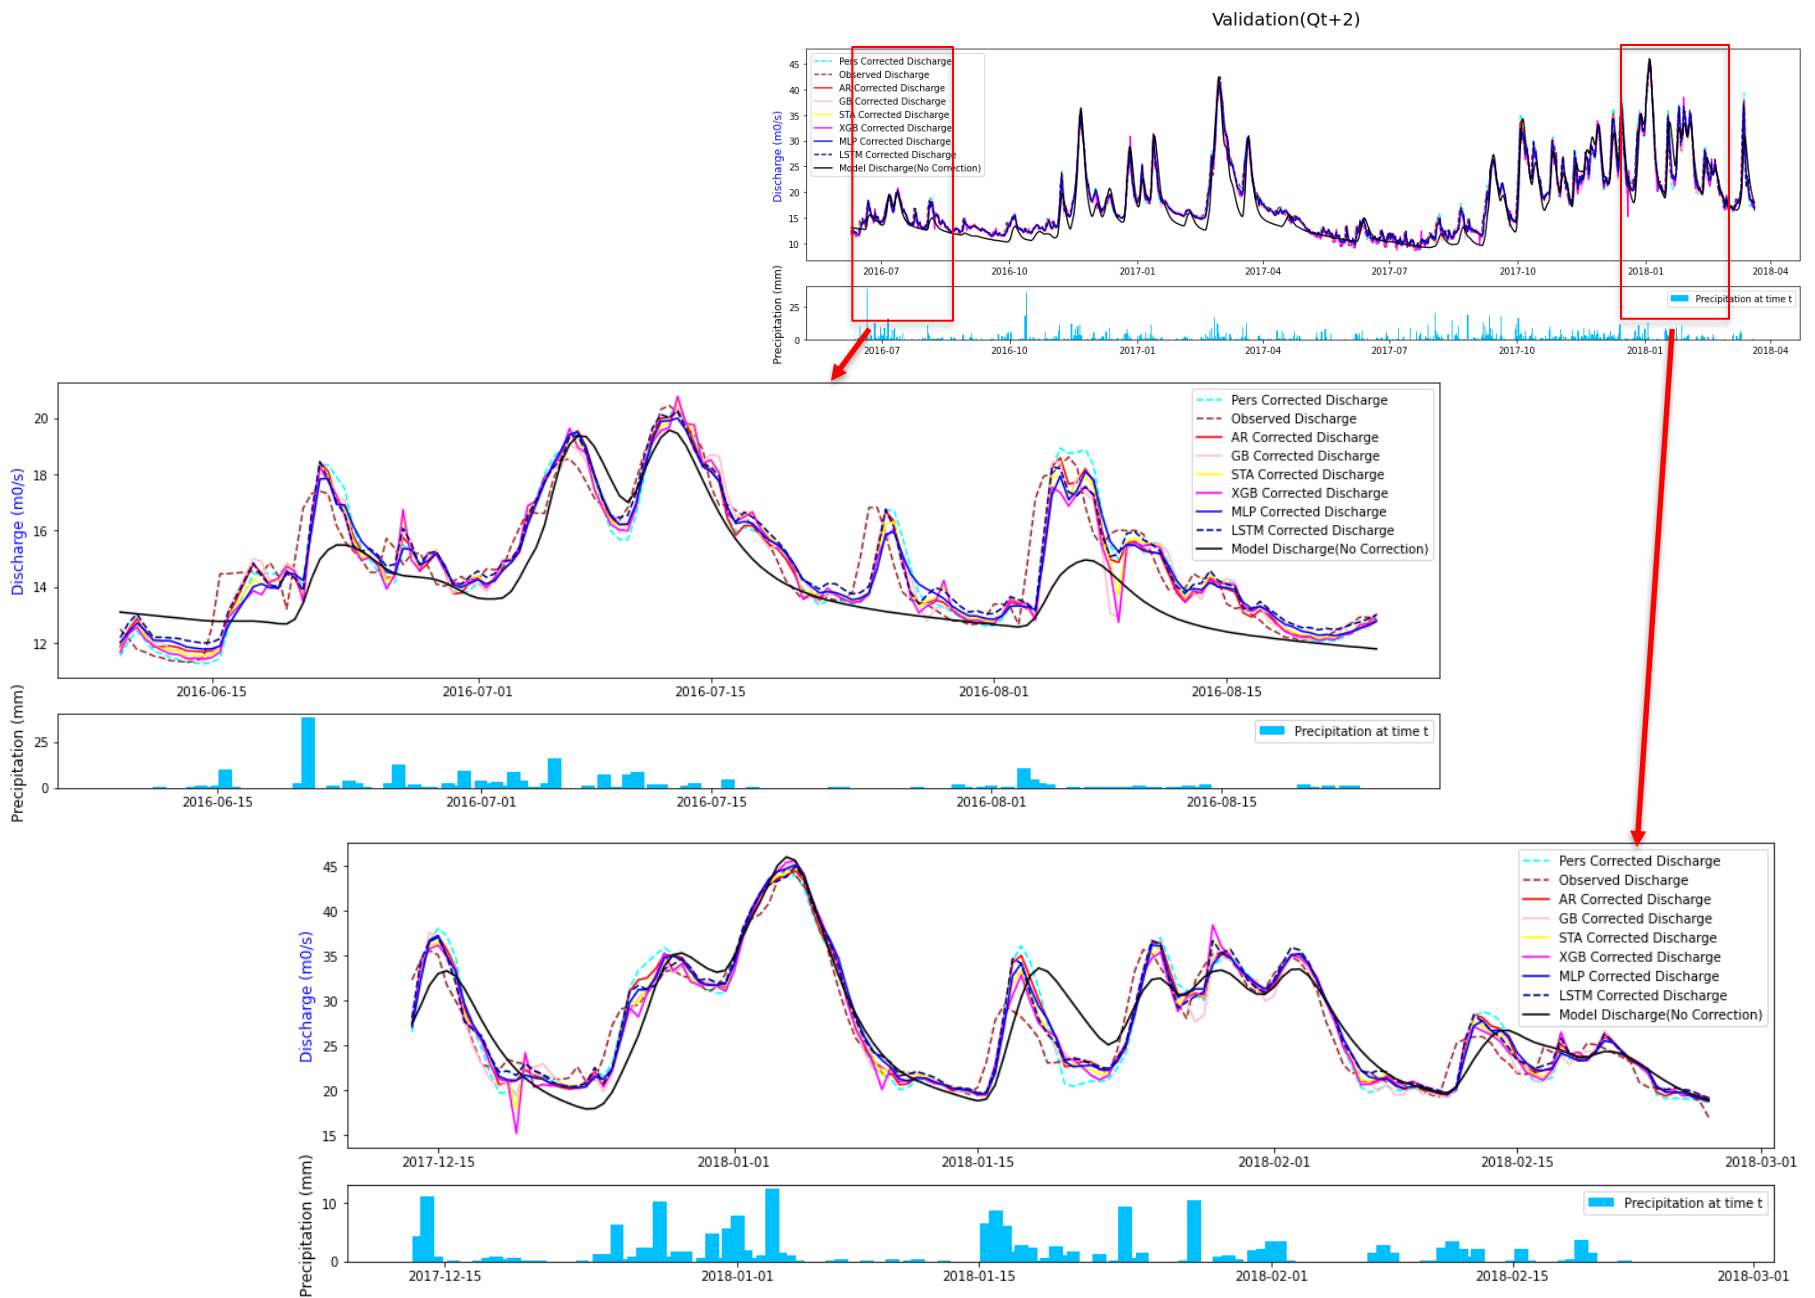 Validation(Qt+2)
Discharge (m0/s)
45
40
35
30
25
20
15
10
Pers Corrected Discharge
Observed Discharge
AR Corrected Discharge
GB Corrected Discharge
STA Corrected Discharge
XGB Corrected Discharge
MLP Corrected Discharge
LSTM Corrected Discharge
Model Discharge(No Correction)
2016-07 2016-10 2017-01 2017-04 2017-07 2017-10 2018-01 2018-04
Precipitation (mm)
25
0
Precipitation at time t
2016-07 2016-10 2017-01 2017-04 2017-07 2017-10 2018-01 2018-04
Discharge (m0/s)
20
18
16
14
12
Pers Corrected Discharge
Observed Discharge
AR Corrected Discharge
GB Corrected Discharge
STA Corrected Discharge
XGB Corrected Discharge
MLP Corrected Discharge
LSTM Corrected Discharge
Model Discharge(No Correction)
2016-06-15 2016-07-01 2016-07-15 2016-08-01 2016-08-15
Precipitation (mm)
25
0
Precipitation at time t
2016-06-15 2016-07-01 2016-07-15 2016-08-01 2016-08-15
Discharge (m0/s)
45
40
35
30
25
20
15
Pers Corrected Discharge
Observed Discharge
AR Corrected Discharge
GB Corrected Discharge
STA Corrected Discharge
XGB Corrected Discharge
MLP Corrected Discharge
LSTM Corrected Discharge
Model Discharge(No Correction)
2017-12-15 2018-01-01 2018-01-15 2018-02-01 2018-02-15 2018-03-01
Precipitation (mm)
10
0
Precipitation at time t
2017-12-15 2018-01-01 2018-01-15 2018-02-01 2018-02-15 2018-03-01